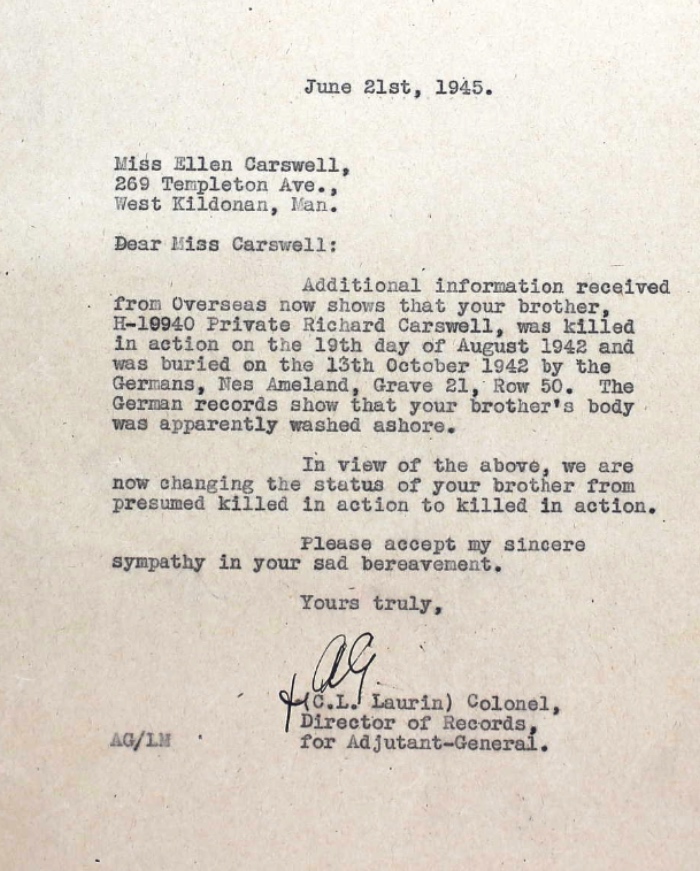 June 21st, 1945.
Miss Ellen Carswell,
269 Templeton Ave.,
West Kildonan, Man.
Dear Miss Carswell:
Additional information received
from Overseas now shows that your brother,
H-19940 Private Richard Carswell, was killed
in action on the 19th day of August 1942 and
was buried on the 13th October 1942 by the
Germans, Nes Ameland, Grave 21, Row 50. The
German records show that your brother's body
was apparently washed ashore.
In view of the above, we are
now changing the status of your brother from
presumed killed in action to killed in action.
Please accept my sincere
sympathy in your sad bereavement.
Yours truly,
AG
(C.L. Laurin) Colonel,
Director of Records,
AG/LM for Adjutant-General.